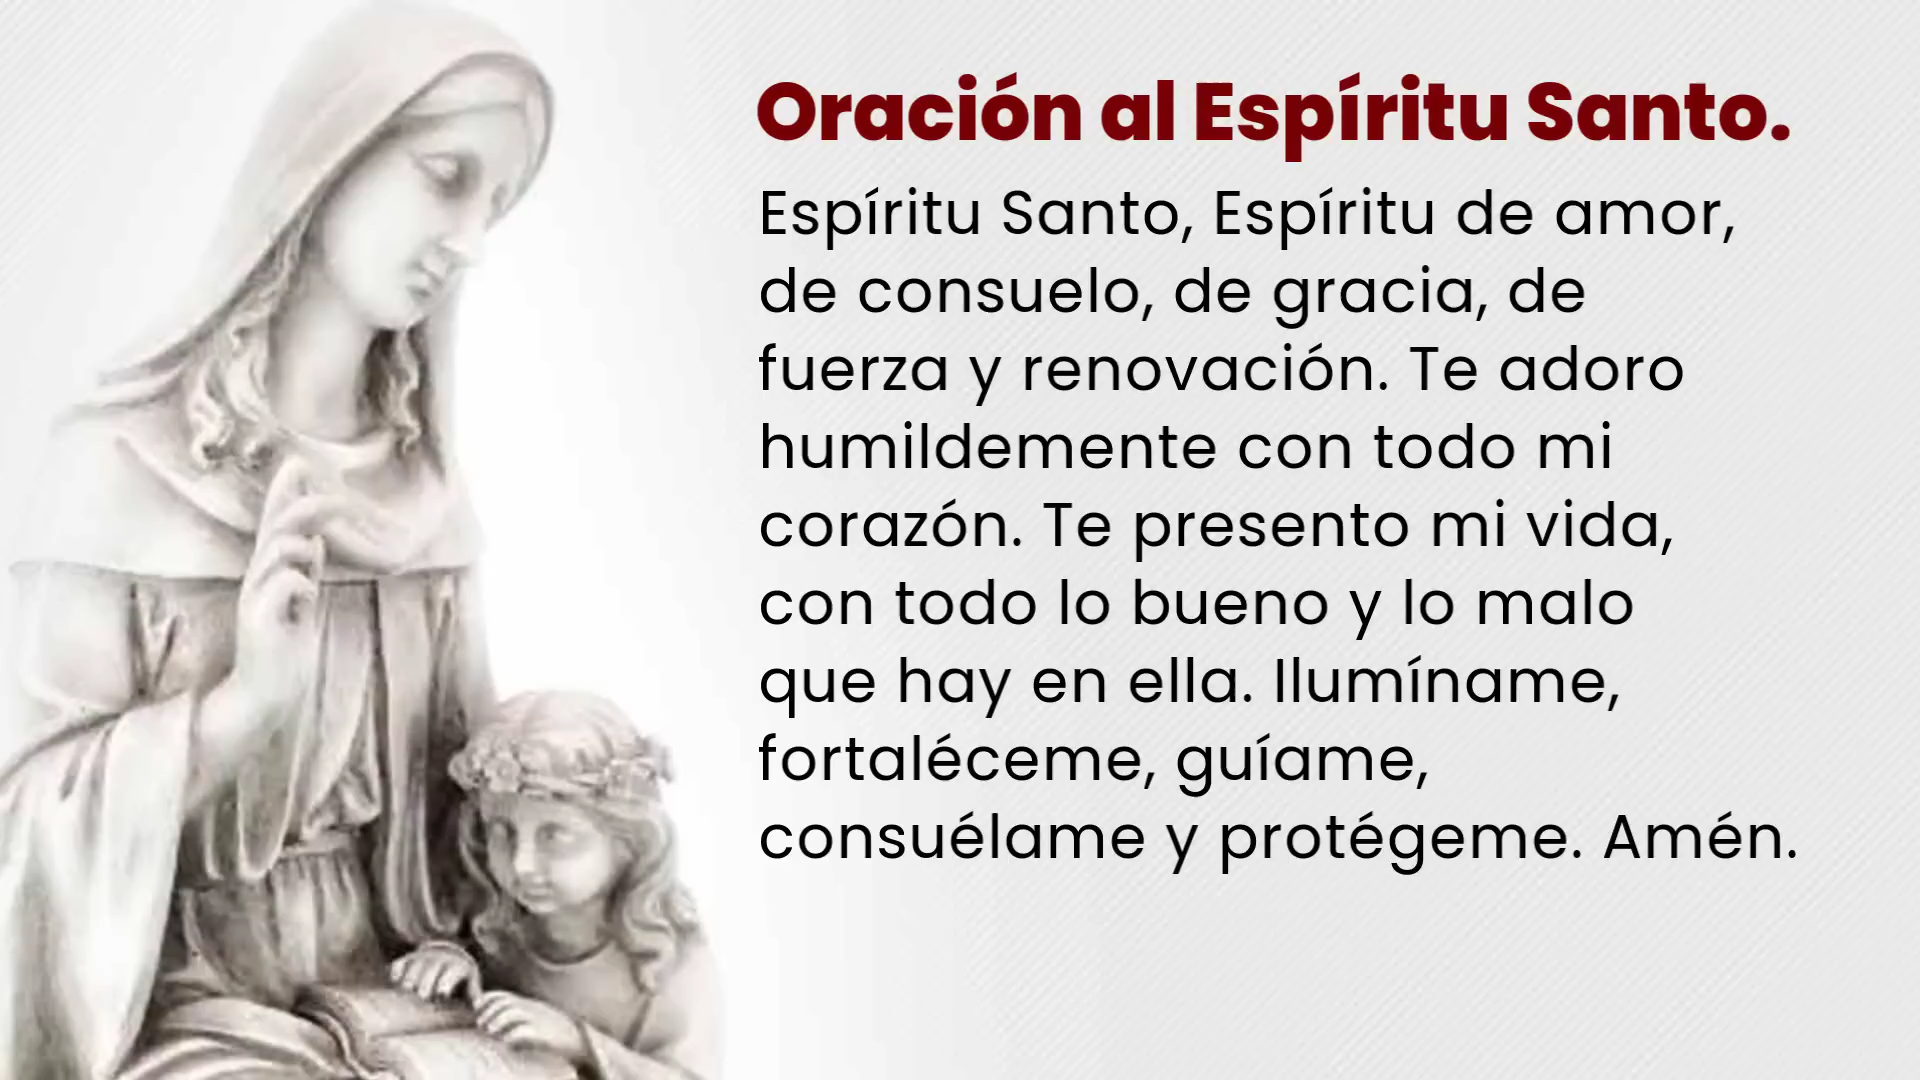 Oración al Espíritu Santo.
Espíritu Santo, Espíritu de amor,
de consuelo, de gracia, de
fuerza y renovación. Te adoro
humildemente con todo mi
corazón. Te presento mi vida,
con todo lo bueno y lo malo
que hay en ella. Ilumíname,
fortaléceme, guíame,
consuélame y protégeme. Amén.